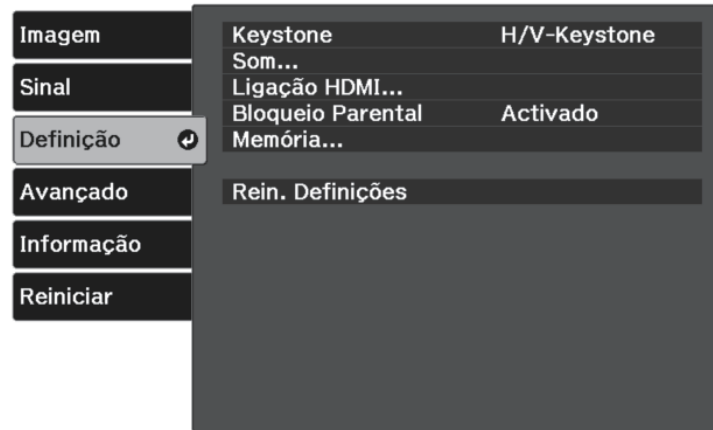 Imagem
Sinal
Definição
Avançado
Informação
Reiniciar
Keystone H/V-Keystone
Som...
Ligação HDMI...
Bloqueio Parental Activado
Memória...
Rein. Definições